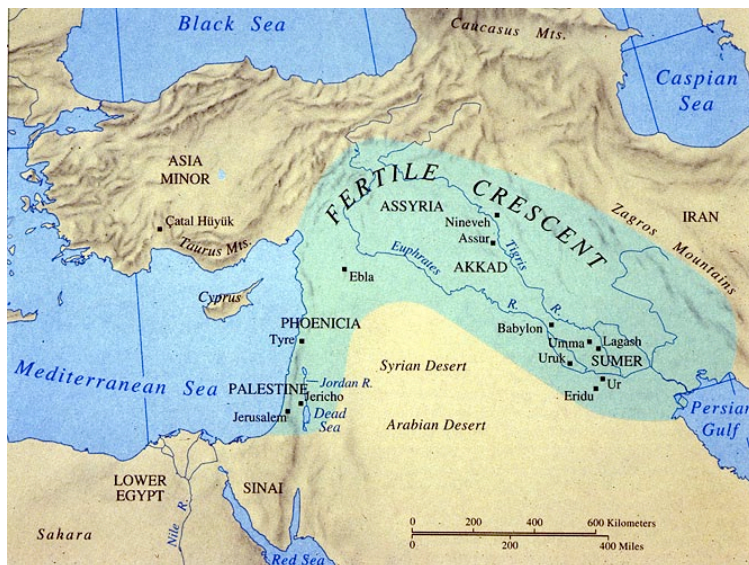 Black Sea
Caucasus Mts.
Caspian
Sea
ASIA
MINOR
FERTILE CRESCENT
ASSYRIA
IRAN
Çatal Hüyük
Nineveh
Zagros Mountains
Taurus Mts.
Assur
Tigris
R.
AKKAD
Euphrates
R.
Ebla
Cyprus
PHOENICIA
Babylon
Tyre
Umma
Lagash
Mediterranean Sea
Syrian Desert
Uruk
SUMER
PALESTINE
Jordan R.
Ur
Jericho
Eridu
Jerusalem
Dead
Sea
Persian
Gulf
Arabian Desert
LOWER
EGYPT
SINAI
Nile R.
Sahara
Red Sea
0 200 400 600 Kilometers
0 200 400 Miles